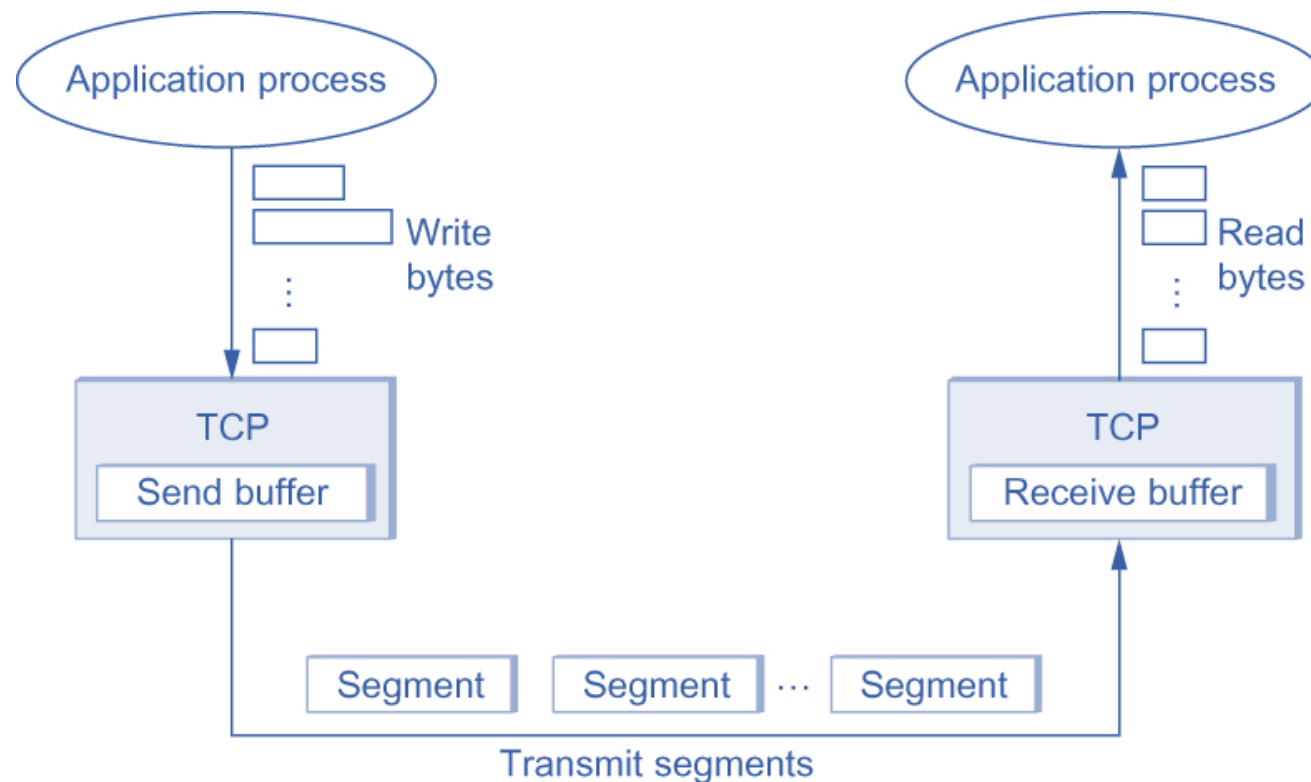 Application process
Application process
Write
bytes
Read
bytes
⋮
⋮
TCP
Send buffer
TCP
Receive buffer
Segment Segment ⋯ Segment
Transmit segments